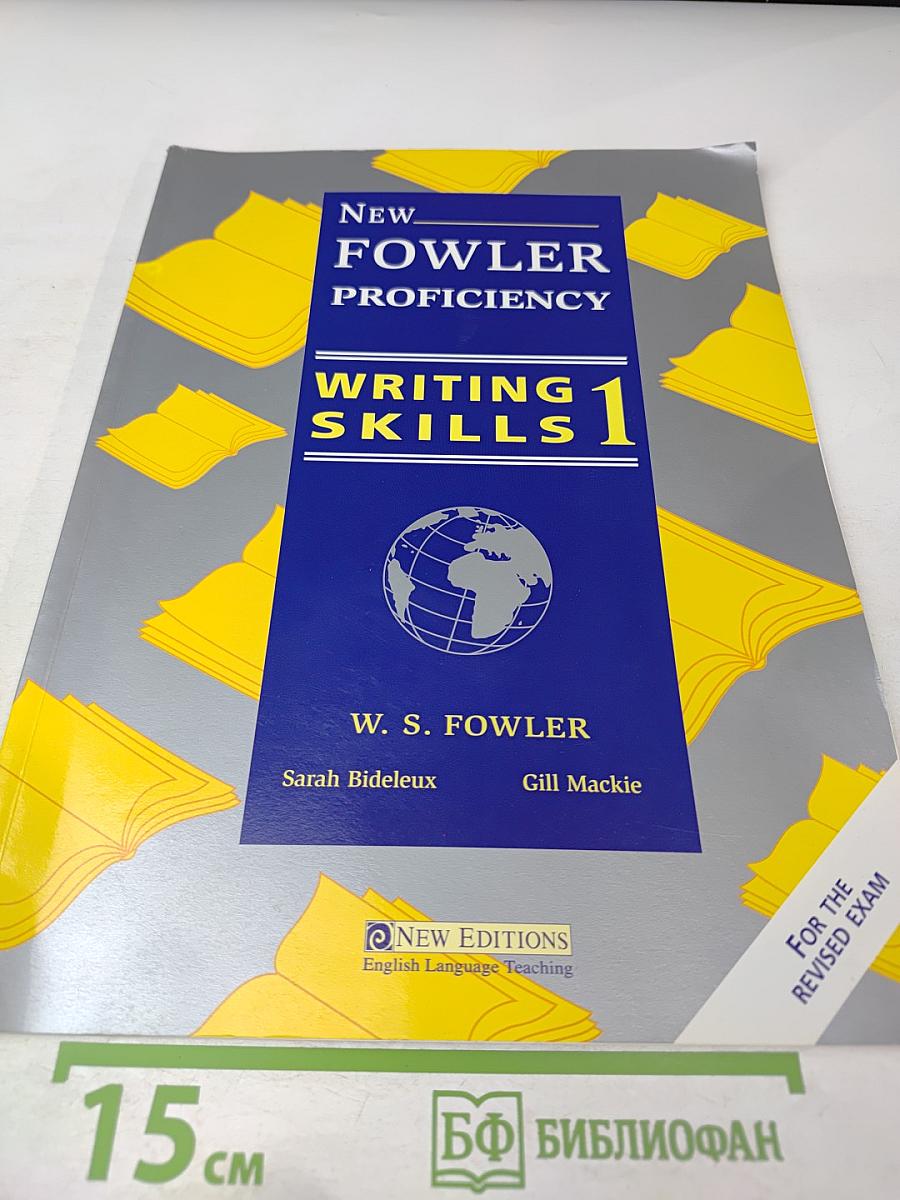 NEW
FOWLER
PROFICIENCY
WRITING
SKILLS 1
W. S. FOWLER
Sarah Bideleux Gill Mackie
NEW EDITIONS
English Language Teaching
FOR THE
REVISED EXAM
15 см
БФ БИБЛИОФАН